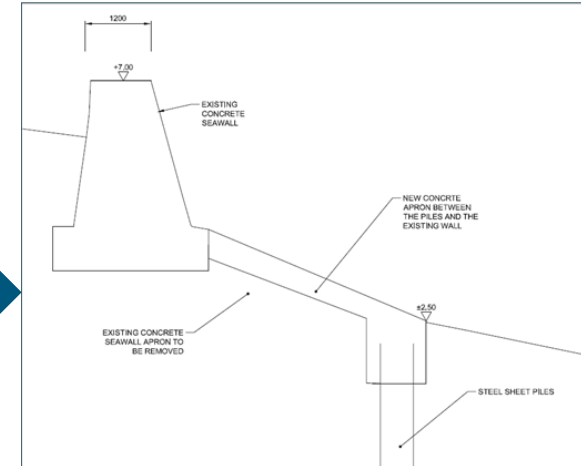 1200
+7.00
EXISTING
CONCRETE
SEAWALL
NEW CONCRTE
APRON BETWEEN
THE PILES AND THE
EXISTING WALL
±2.50
EXISTING CONCRETE
SEAWALL APRON TO
BE REMOVED
STEEL SHEET PILES